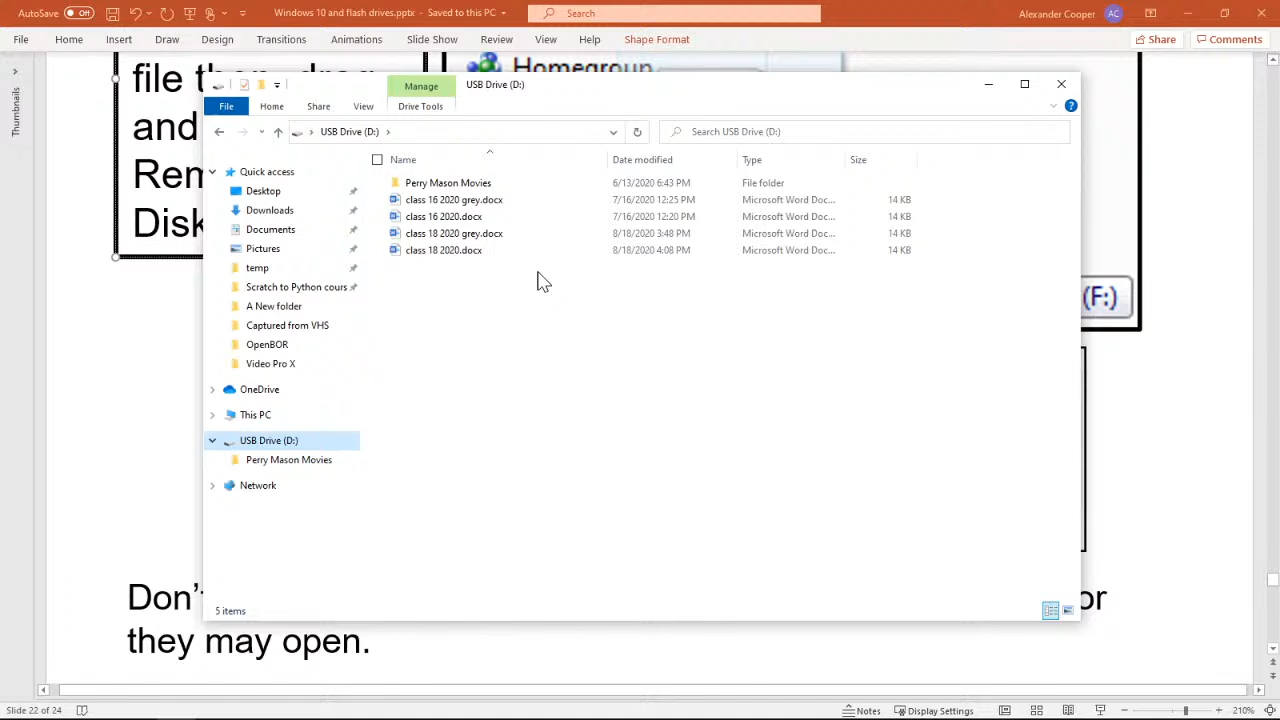 AutoSave Off Windows 10 and flash drives.pptx - Saved to this PC Search Alexander Cooper AC
File Home Insert Draw Design Transitions Animations Slide Show Review View Help Shape Format Share Comments
Thumbnails
file then drag
and
Rem
Disk
Homegroup
(F:)
Manage USB Drive (D:)
File Home Share View Drive Tools
USB Drive (D:) Search USB Drive (D:)
Name Date modified Type Size
Perry Mason Movies 6/13/2020 6:43 PM File folder
class 16 2020 grey.docx 7/16/2020 12:25 PM Microsoft Word Doc... 14 KB
class 16 2020.docx 7/16/2020 12:20 PM Microsoft Word Doc... 14 KB
class 18 2020 grey.docx 8/18/2020 3:48 PM Microsoft Word Doc... 14 KB
class 18 2020.docx 8/18/2020 4:08 PM Microsoft Word Doc... 14 KB
Quick access
Desktop
Downloads
Documents
Pictures
temp
Scratch to Python cours
A New folder
Captured from VHS
OpenBOR
Video Pro X
OneDrive
This PC
USB Drive (D:)
Perry Mason Movies
Network
5 items
Don't or
they may open.
Slide 22 of 24 Notes Display Settings 210%